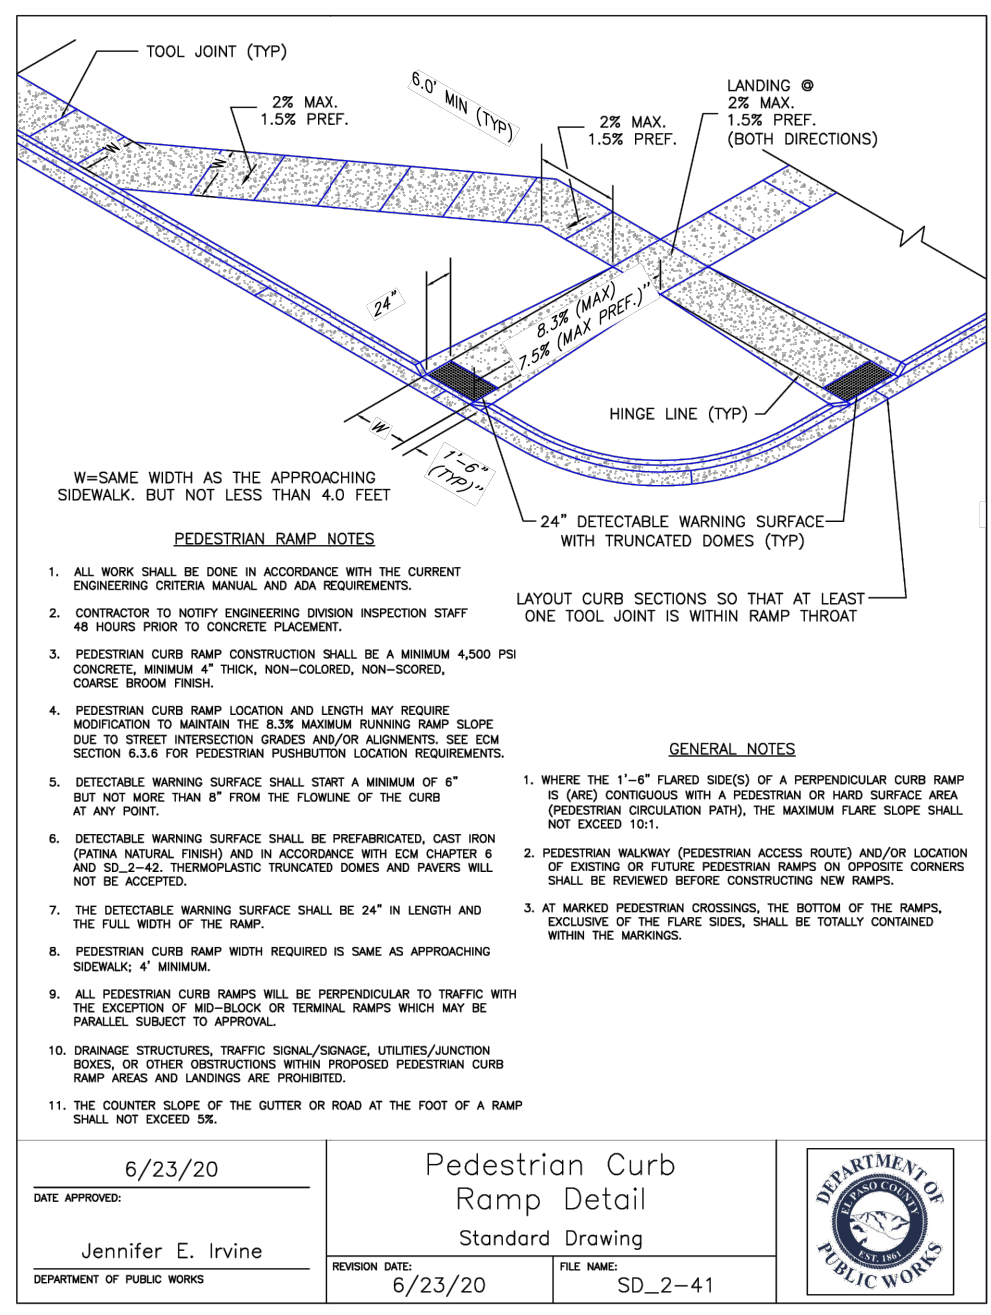 TOOL JOINT (TYP)
2% MAX.
1.5% PREF.
6.0' MIN (TYP)
2% MAX.
1.5% PREF.
LANDING @
2% MAX.
1.5% PREF.
(BOTH DIRECTIONS)
W
W
24"
8.3% (MAX)
7.5% (MAX PREF.)"
HINGE LINE (TYP)
W
1'-6"
(TYP)"
W=SAME WIDTH AS THE APPROACHING
SIDEWALK. BUT NOT LESS THAN 4.0 FEET
24" DETECTABLE WARNING SURFACE
WITH TRUNCATED DOMES (TYP)
LAYOUT CURB SECTIONS SO THAT AT LEAST
ONE TOOL JOINT IS WITHIN RAMP THROAT
PEDESTRIAN RAMP NOTES
1. ALL WORK SHALL BE DONE IN ACCORDANCE WITH THE CURRENT
ENGINEERING CRITERIA MANUAL AND ADA REQUIREMENTS.
2. CONTRACTOR TO NOTIFY ENGINEERING DIVISION INSPECTION STAFF
48 HOURS PRIOR TO CONCRETE PLACEMENT.
3. PEDESTRIAN CURB RAMP CONSTRUCTION SHALL BE A MINIMUM 4,500 PSI
CONCRETE, MINIMUM 4" THICK, NON-COLORED, NON-SCORED,
COARSE BROOM FINISH.
4. PEDESTRIAN CURB RAMP LOCATION AND LENGTH MAY REQUIRE
MODIFICATION TO MAINTAIN THE 8.3% MAXIMUM RUNNING RAMP SLOPE
DUE TO STREET INTERSECTION GRADES AND/OR ALIGNMENTS. SEE ECM
SECTION 6.3.6 FOR PEDESTRIAN PUSHBUTTON LOCATION REQUIREMENTS.
5. DETECTABLE WARNING SURFACE SHALL START A MINIMUM OF 6"
BUT NOT MORE THAN 8" FROM THE FLOWLINE OF THE CURB
AT ANY POINT.
6. DETECTABLE WARNING SURFACE SHALL BE PREFABRICATED, CAST IRON
(PATINA NATURAL FINISH) AND IN ACCORDANCE WITH ECM CHAPTER 6
AND SD_2-42. THERMOPLASTIC TRUNCATED DOMES AND PAVERS WILL
NOT BE ACCEPTED.
7. THE DETECTABLE WARNING SURFACE SHALL BE 24" IN LENGTH AND
THE FULL WIDTH OF THE RAMP.
8. PEDESTRIAN CURB RAMP WIDTH REQUIRED IS SAME AS APPROACHING
SIDEWALK; 4' MINIMUM.
9. ALL PEDESTRIAN CURB RAMPS WILL BE PERPENDICULAR TO TRAFFIC WITH
THE EXCEPTION OF MID-BLOCK OR TERMINAL RAMPS WHICH MAY BE
PARALLEL SUBJECT TO APPROVAL.
10. DRAINAGE STRUCTURES, TRAFFIC SIGNAL/SIGNAGE, UTILITIES/JUNCTION
BOXES, OR OTHER OBSTRUCTIONS WITHIN PROPOSED PEDESTRIAN CURB
RAMP AREAS AND LANDINGS ARE PROHIBITED.
11. THE COUNTER SLOPE OF THE GUTTER OR ROAD AT THE FOOT OF A RAMP
SHALL NOT EXCEED 5%.
GENERAL NOTES
1. WHERE THE 1'-6" FLARED SIDE(S) OF A PERPENDICULAR CURB RAMP
IS (ARE) CONTIGUOUS WITH A PEDESTRIAN OR HARD SURFACE AREA
(PEDESTRIAN CIRCULATION PATH), THE MAXIMUM FLARE SLOPE SHALL
NOT EXCEED 10:1.
2. PEDESTRIAN WALKWAY (PEDESTRIAN ACCESS ROUTE) AND/OR LOCATION
OF EXISTING OR FUTURE PEDESTRIAN RAMPS ON OPPOSITE CORNERS
SHALL BE REVIEWED BEFORE CONSTRUCTING NEW RAMPS.
3. AT MARKED PEDESTRIAN CROSSINGS, THE BOTTOM OF THE RAMPS,
EXCLUSIVE OF THE FLARE SIDES, SHALL BE TOTALLY CONTAINED
WITHIN THE MARKINGS.
6/23/20
DATE APPROVED:
Jennifer E. Irvine
DEPARTMENT OF PUBLIC WORKS
Pedestrian Curb
Ramp Detail
Standard Drawing
REVISION DATE:
6/23/20
FILE NAME:
SD_2-41
DEPARTMENT OF
EL PASO COUNTY
EST. 1861
PUBLIC WORKS